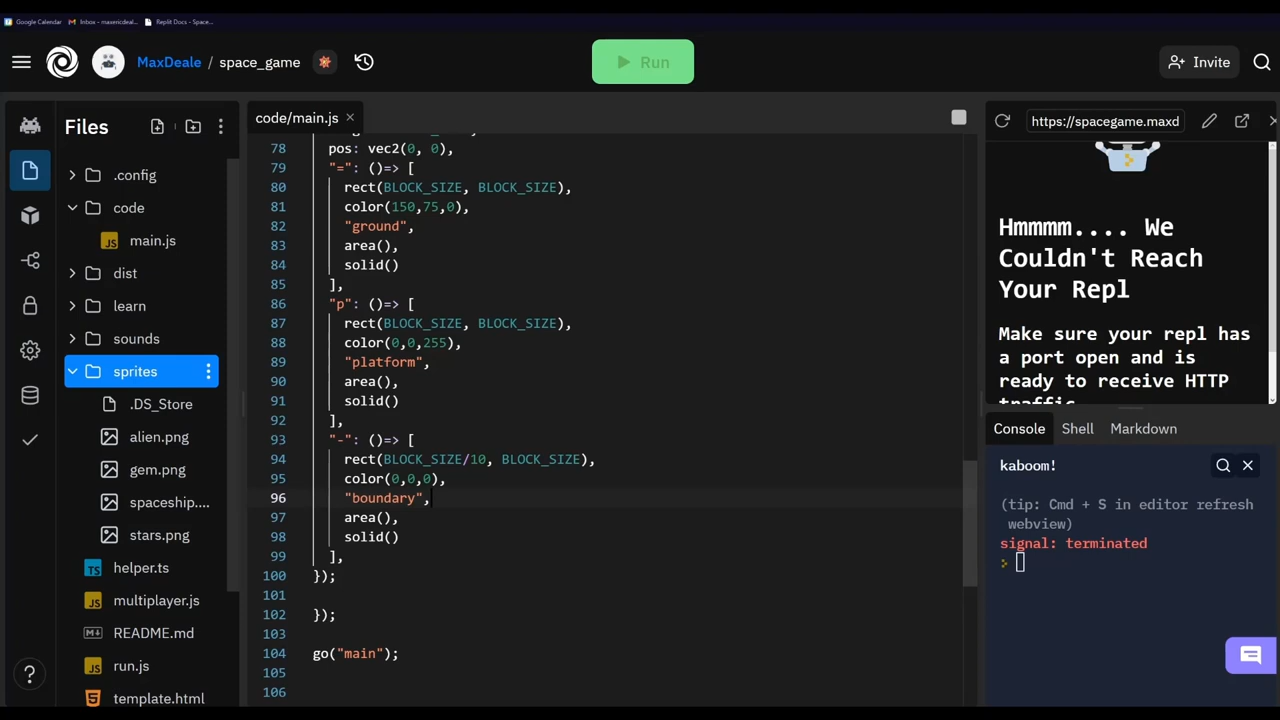 Google Calendar
Inbox - maxericdeal...
Replit Docs - Space...
MaxDeale / space_game
Run
Invite
Files
code/main.js
https://spacegame.maxd
.config
code
main.js
dist
learn
sounds
sprites
.DS_Store
alien.png
gem.png
spaceship....
stars.png
helper.ts
multiplayer.js
README.md
run.js
template.html
78 pos: vec2(0, 0),
79 "=": ()=> [
80 rect(BLOCK_SIZE, BLOCK_SIZE),
81 color(150,75,0),
82 "ground",
83 area(),
84 solid()
85 ],
86 "p": ()=> [
87 rect(BLOCK_SIZE, BLOCK_SIZE),
88 color(0,0,255),
89 "platform",
90 area(),
91 solid()
92 ],
93 "-": ()=> [
94 rect(BLOCK_SIZE/10, BLOCK_SIZE),
95 color(0,0,0),
96 "boundary",
97 area(),
98 solid()
99 ],
100 });
101
102 });
103
104 go("main");
105
106
Hmmmm.... We
Couldn't Reach
Your Repl
Make sure your repl has
a port open and is
ready to receive HTTP
traffic
Console
Shell
Markdown
kaboom!
(tip: Cmd + S in editor refresh
webview)
signal: terminated